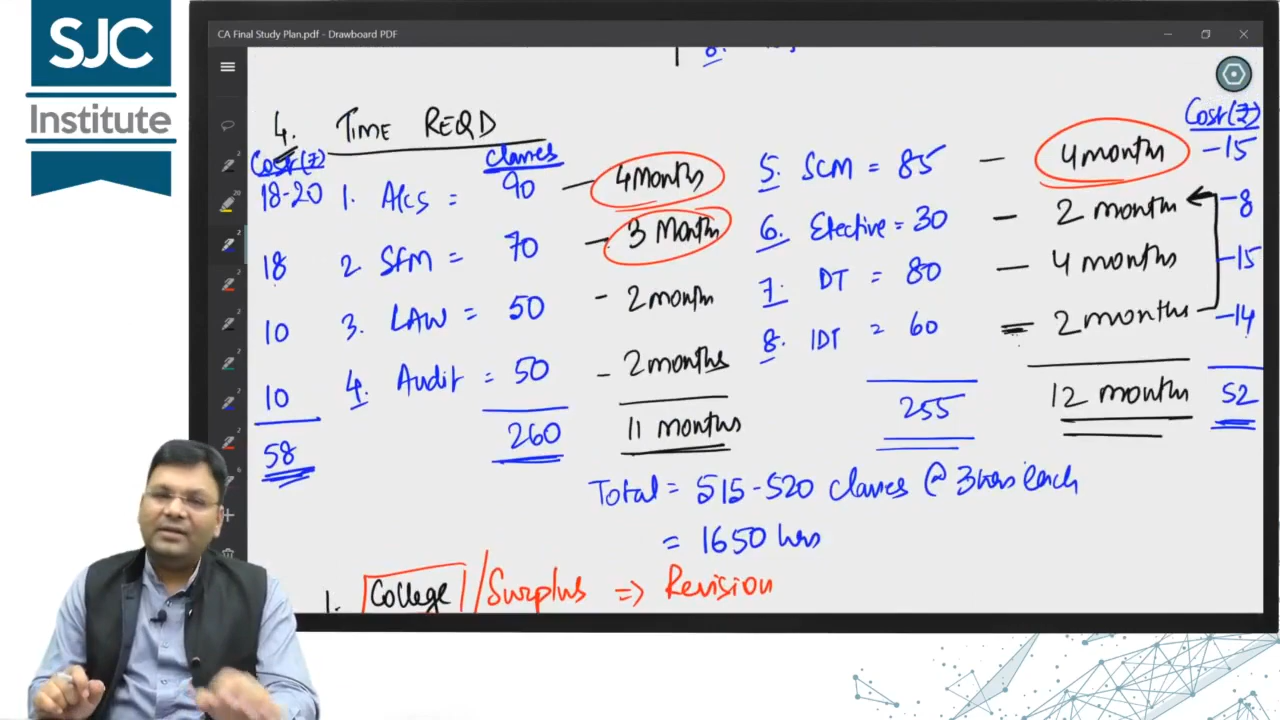 SJC
Institute
CA Final Study Plan.pdf - Drawboard PDF
8.
4. TIME REQD
Cost(₹)
classes
18-20 1. A/cs = 90 — 4 Months
18 2 SFM = 70 - 3 Months
10 3. LAW = 50 - 2 month
10 4. Audit = 50 - 2 months
58 260 11 months
Cost(₹)
5. SCM = 85 — 4 months -15
6. Elective = 30 — 2 months -8
7. DT = 80 — 4 months -15
8. IDT = 60 = 2 months -14
255 12 months 52
Total = 515-520 classes @ 3 hrs each
= 1650 hrs
1. College / Surplus => Revision